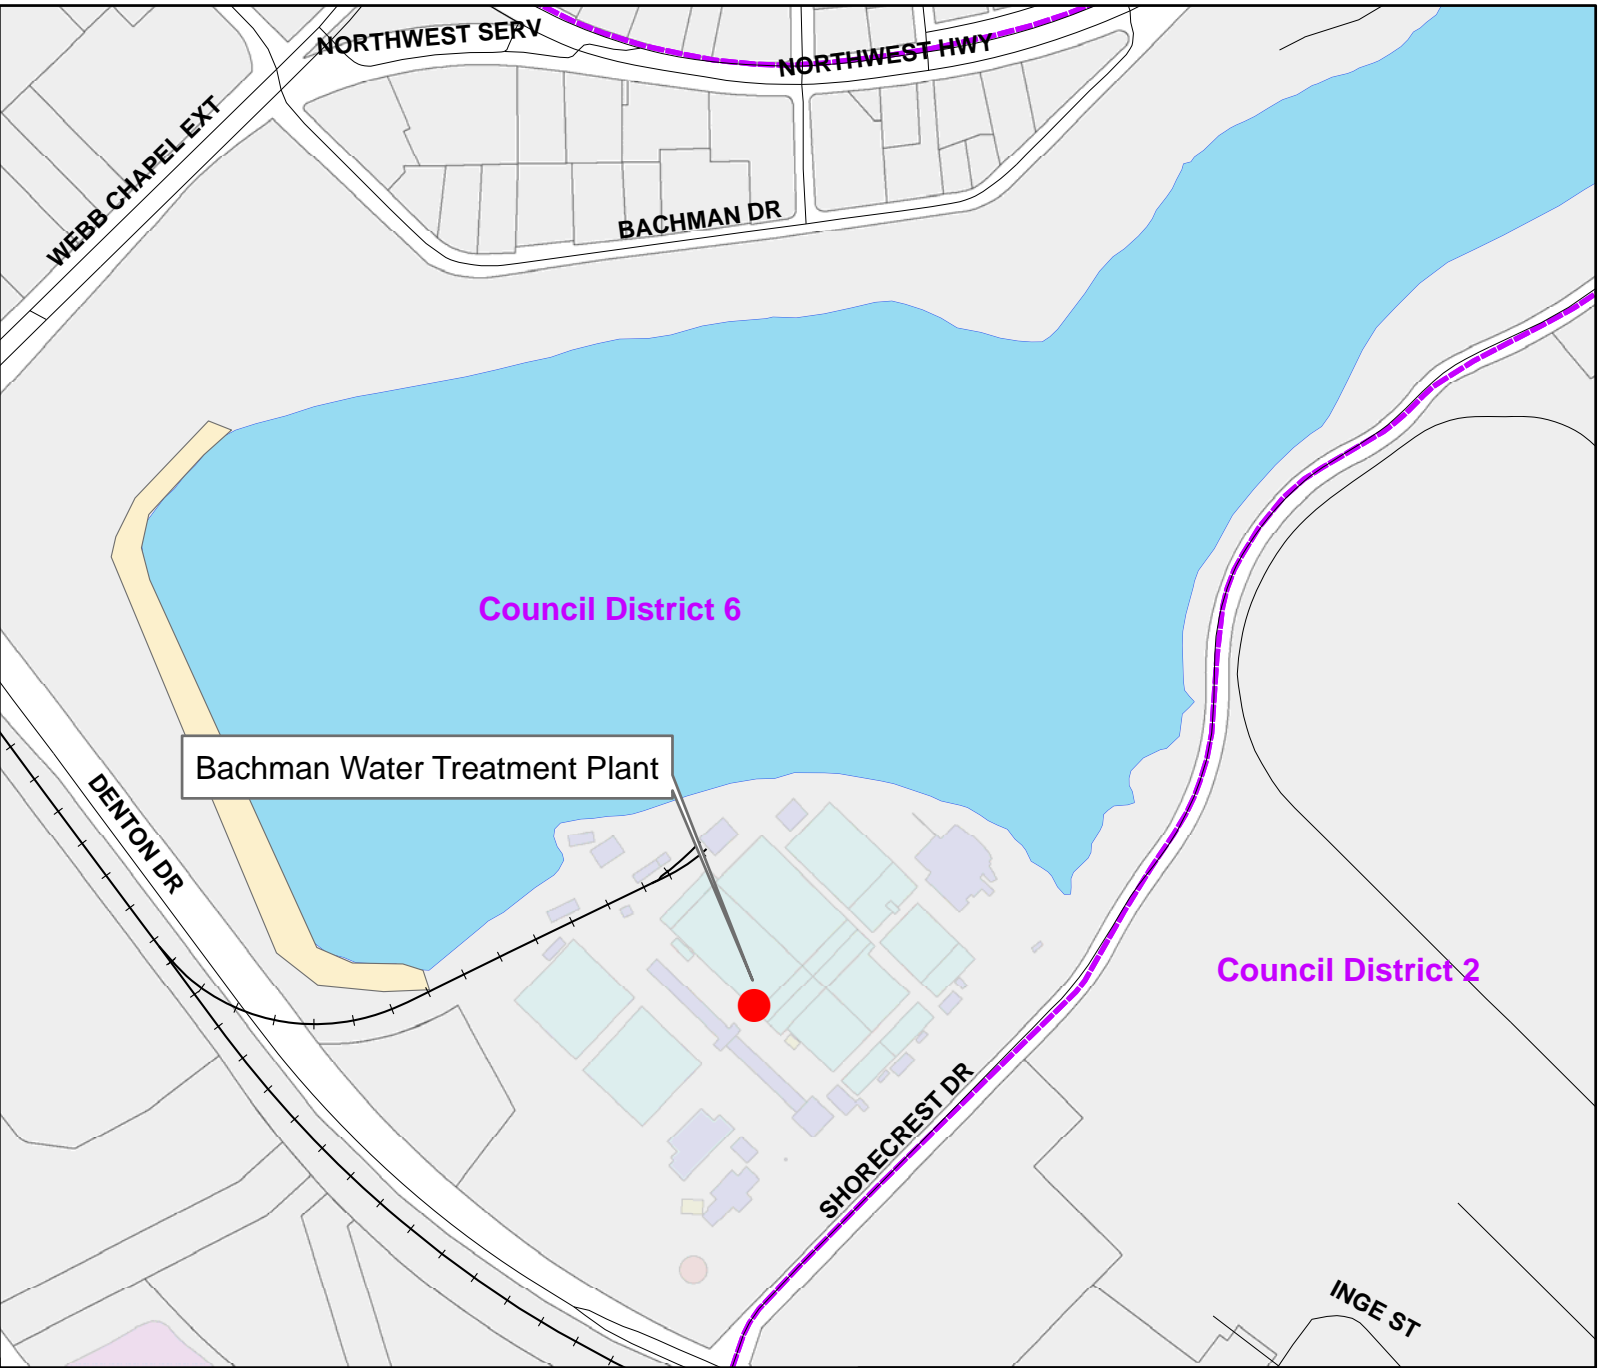 NORTHWEST SERV
NORTHWEST HWY
WEBB CHAPEL EXT
BACHMAN DR
Council District 6
Bachman Water Treatment Plant
DENTON DR
Council District 2
SHORECREST DR
INGE ST